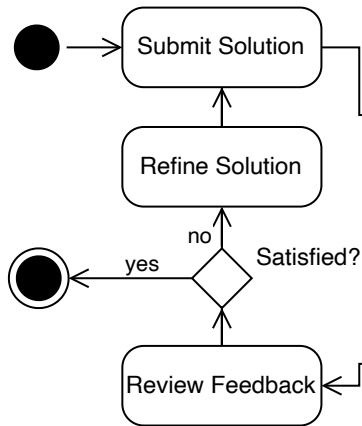 Submit Solution
Refine Solution
no
Satisfied?
yes
Review Feedback